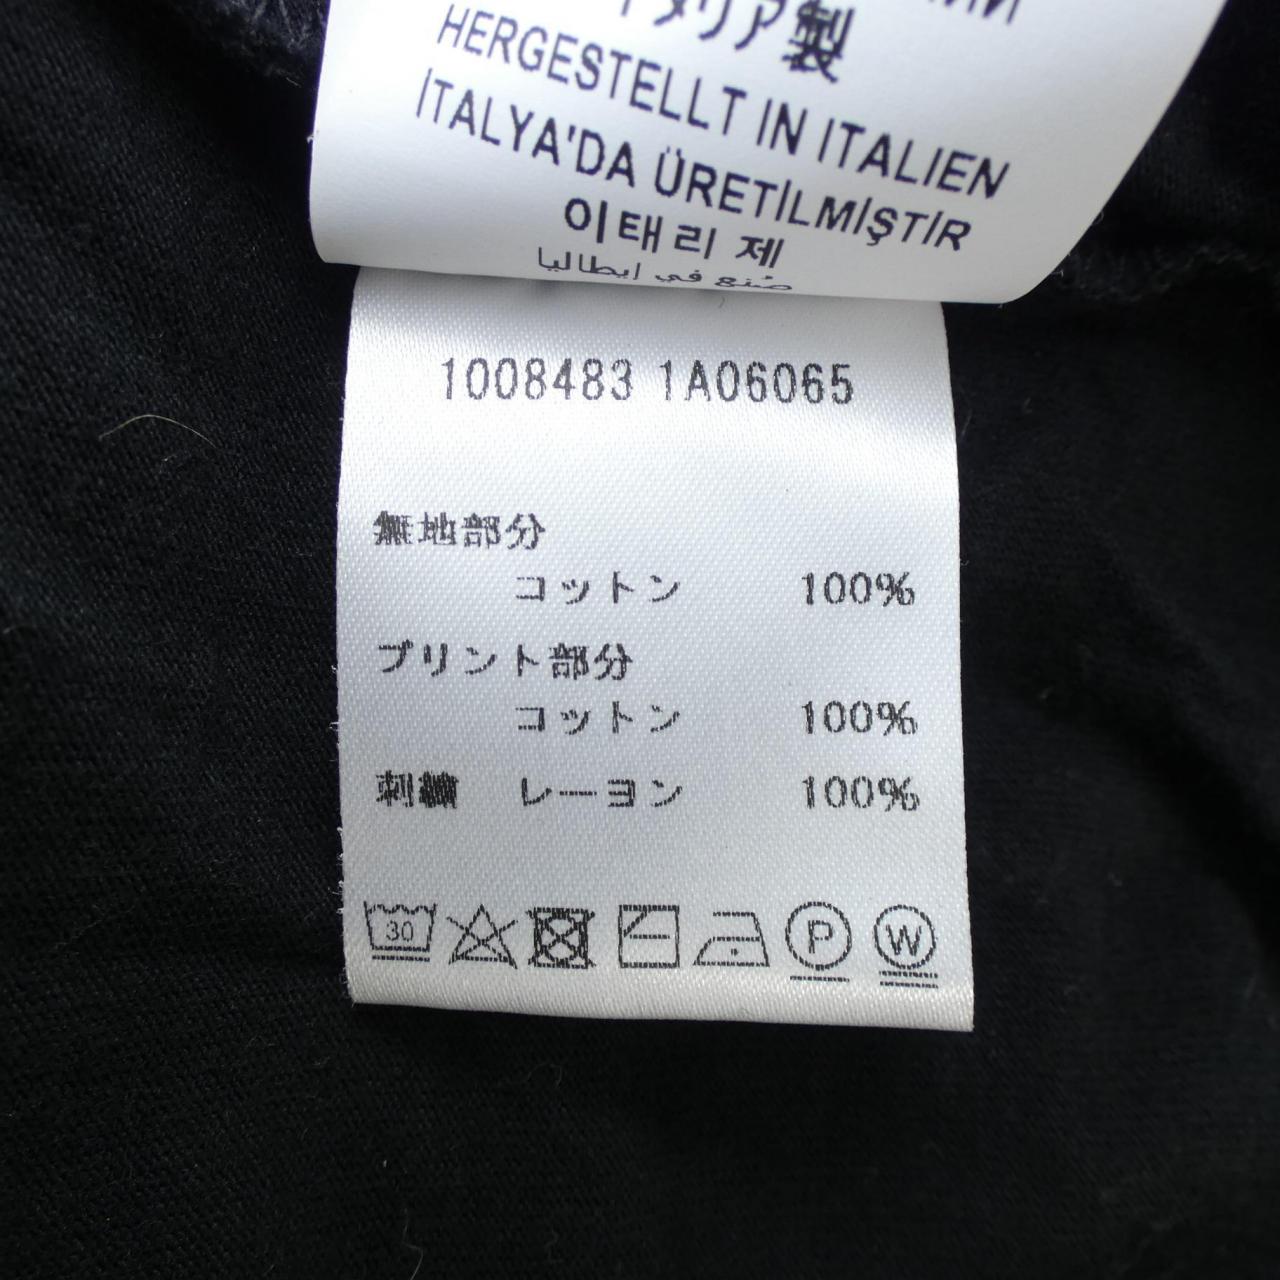 イタリア製
HERGESTELLT IN ITALIEN
İTALYA'DA ÜRETİLMİŞTİR
이태리 제
صُنع في إيطاليا
1008483 1A06065
無地部分
コットン 100%
プリント部分
コットン 100%
刺繍 レーヨン 100%
30 P W